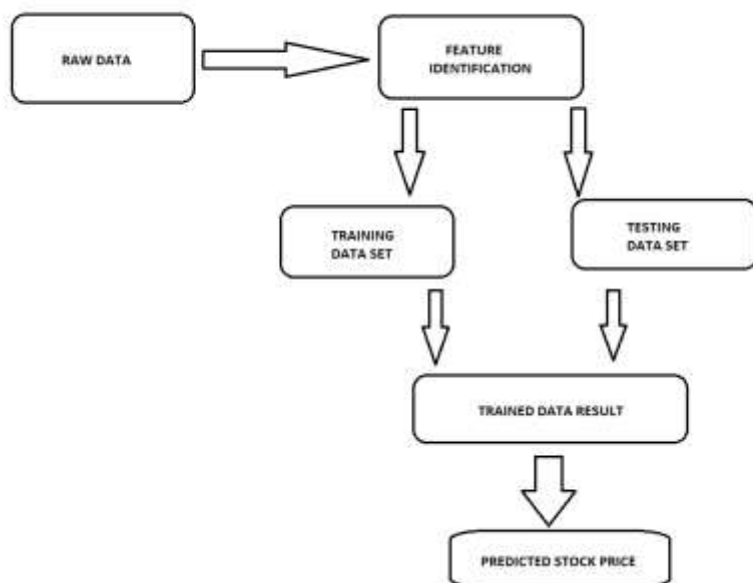 RAW DATA
FEATURE
IDENTIFICATION
TRAINING
DATA SET
TESTING
DATA SET
TRAINED DATA RESULT
PREDICTED STOCK PRICE